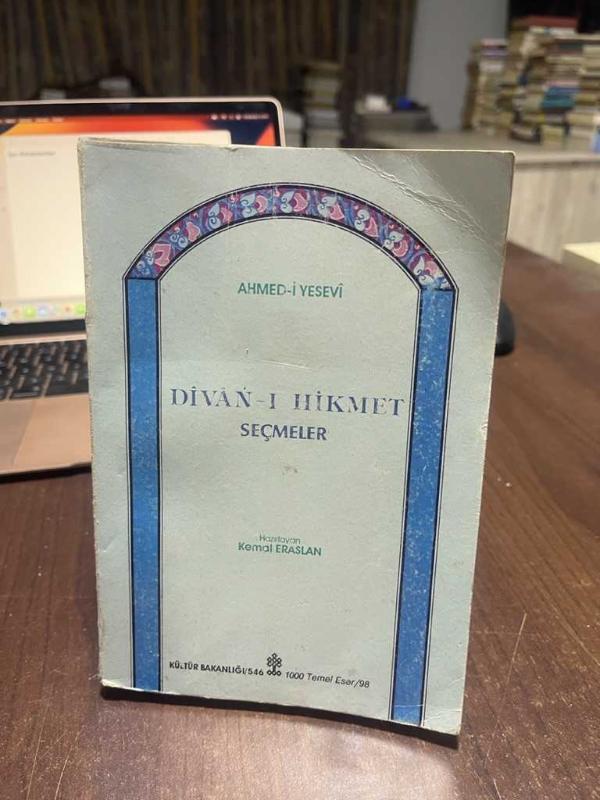 AHMED-İ YESEVÎ
DÎVÂN-I HİKMET
SEÇMELER
Hazırlayan
Kemal ERASLAN
KÜLTÜR BAKANLIĞI/546 1000 Temel Eser/98